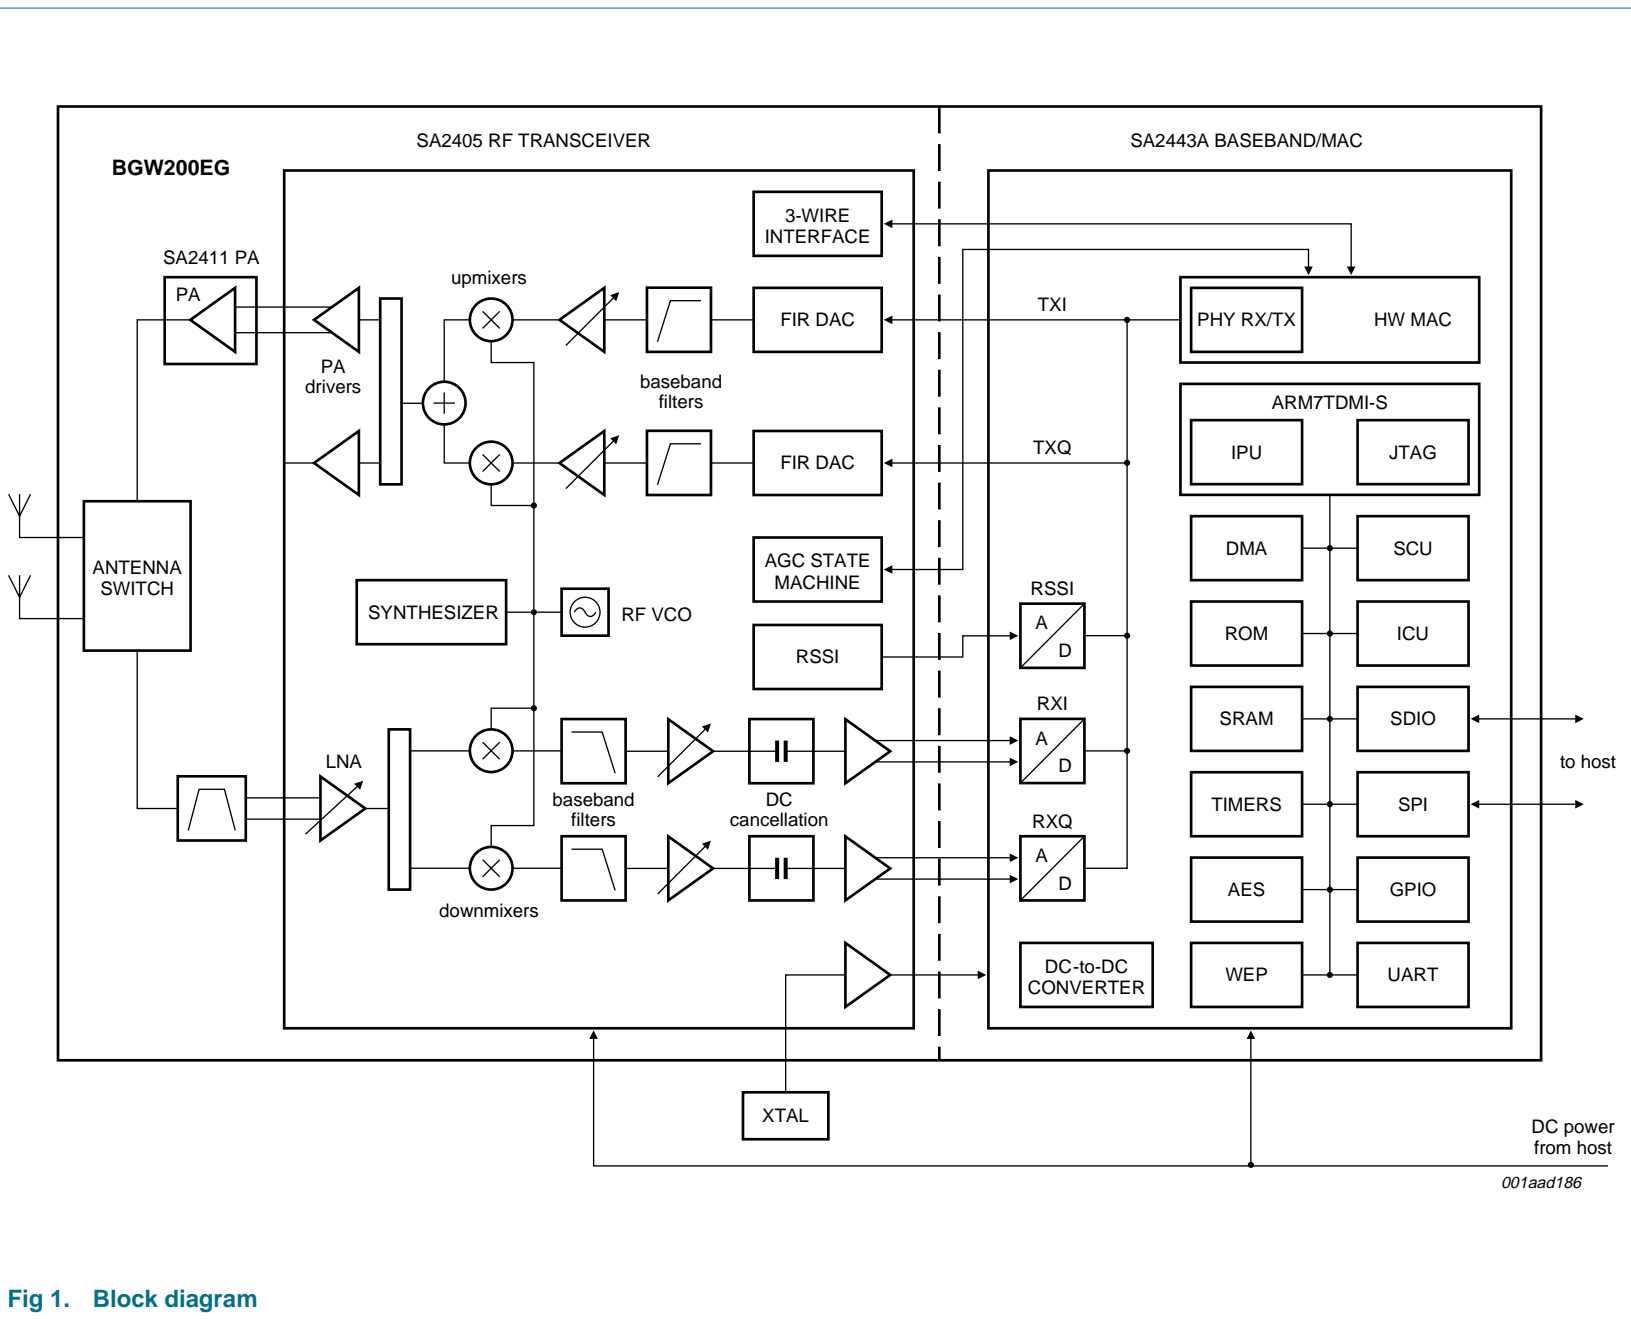 SA2405 RF TRANSCEIVER
SA2443A BASEBAND/MAC
BGW200EG
3-WIRE
INTERFACE
SA2411 PA
PA
upmixers
FIR DAC
TXI
PHY RX/TX
HW MAC
PA
drivers
baseband
filters
ARM7TDMI-S
IPU
JTAG
FIR DAC
TXQ
ANTENNA
SWITCH
AGC STATE
MACHINE
DMA
SCU
SYNTHESIZER
RF VCO
RSSI
A
D
RSSI
ROM
ICU
RXI
A
D
SRAM
SDIO
to host
LNA
baseband
filters
DC
cancellation
RXQ
A
D
TIMERS
SPI
downmixers
AES
GPIO
DC-to-DC
CONVERTER
WEP
UART
XTAL
DC power
from host
001aad186
Fig 1. Block diagram